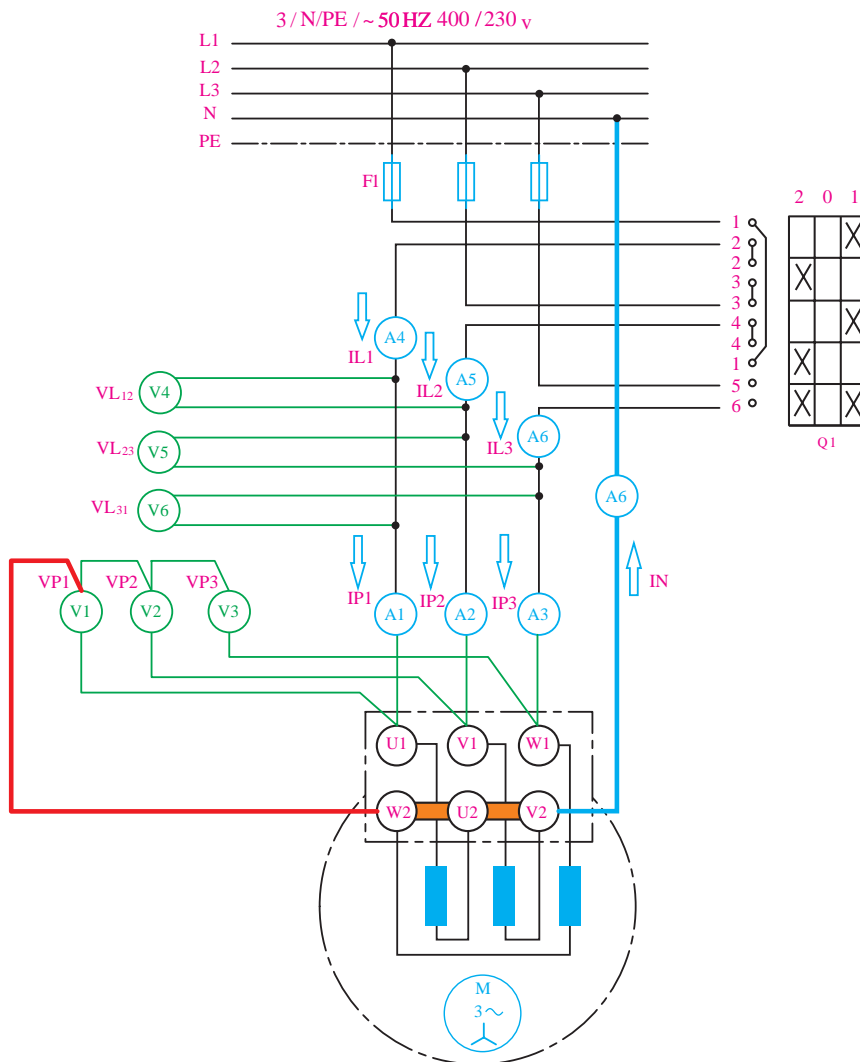 3 / N/PE / ~ 50 HZ 400 / 230 v
L1
L2
L3
N
PE
F1
2 0 1
1
2
2
3
3
4
4
1
5
6
Q1
A4
IL1
A5
IL2
A6
IL3
VL12 V4
VL23 V5
VL31 V6
A6
IN
VP1 VP2 VP3
V1 V2 V3
IP1 IP2 IP3
A1 A2 A3
U1 V1 W1
W2 U2 V2
M
3~